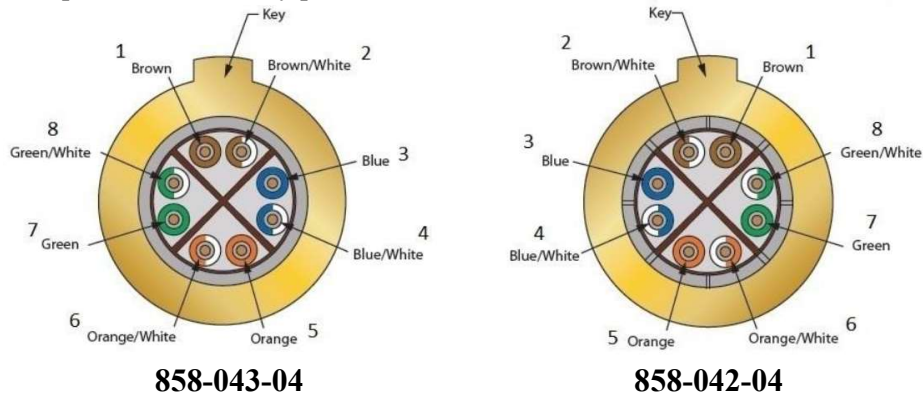 Key
1
Brown
2
Brown/White
8
Green/White
3
Blue
7
Green
4
Blue/White
6
Orange/White
5
Orange
858-043-04
Key
2
Brown/White
1
Brown
3
Blue
8
Green/White
4
Blue/White
7
Green
5
Orange
6
Orange/White
858-042-04